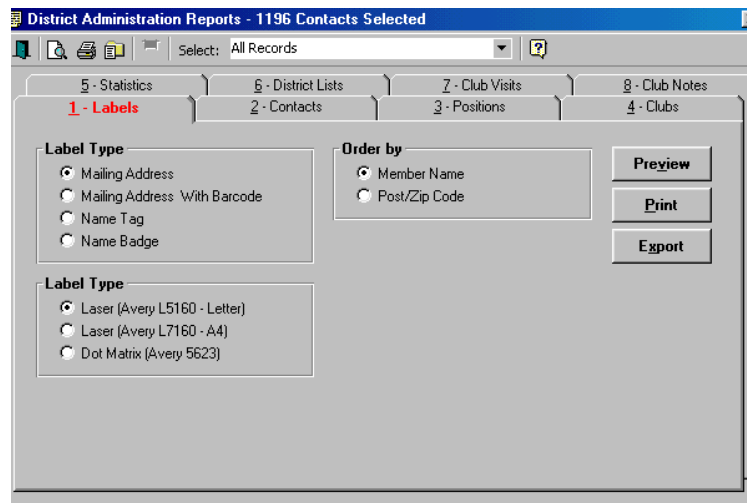 District Administration Reports - 1196 Contacts Selected
Select: All Records
5 - Statistics 6 - District Lists 7 - Club Visits 8 - Club Notes
1 - Labels 2 - Contacts 3 - Positions 4 - Clubs
Label Type
Mailing Address
Mailing Address With Barcode
Name Tag
Name Badge
Order by
Member Name
Post/Zip Code
Preview
Print
Export
Label Type
Laser (Avery L5160 - Letter)
Laser (Avery L7160 - A4)
Dot Matrix (Avery 5623)